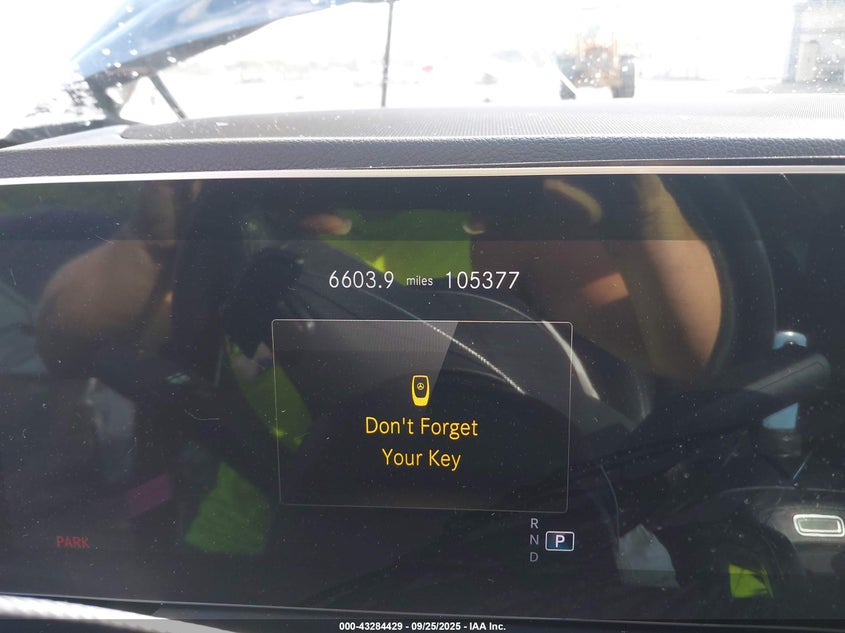 6603.9 miles 105377
Don't Forget
Your Key
R
N P
D
PARK
000-43284429 - 09/25/2025 - IAA Inc.